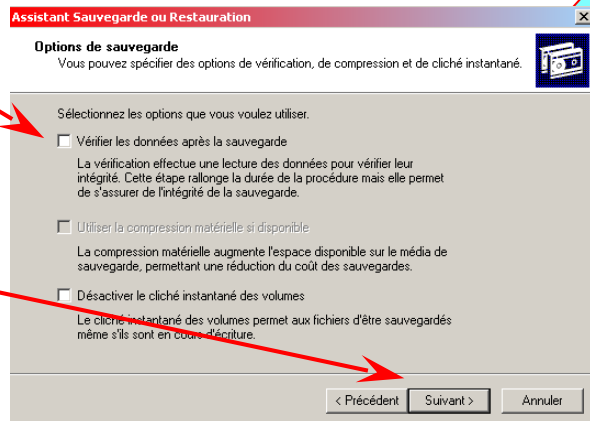 Assistant Sauvegarde ou Restauration
Options de sauvegarde
Vous pouvez spécifier des options de vérification, de compression et de cliché instantané.
Sélectionnez les options que vous voulez utiliser.
Vérifier les données après la sauvegarde
La vérification effectue une lecture des données pour vérifier leur
intégrité. Cette étape rallonge la durée de la procédure mais elle permet
de s'assurer de l'intégrité de la sauvegarde.
Utiliser la compression matérielle si disponible
La compression matérielle augmente l'espace disponible sur le média de
sauvegarde, permettant une réduction du coût des sauvegardes.
Désactiver le cliché instantané des volumes
Le cliché instantané des volumes permet aux fichiers d'être sauvegardés
même s'ils sont en cours d'écriture.
< Précédent Suivant > Annuler